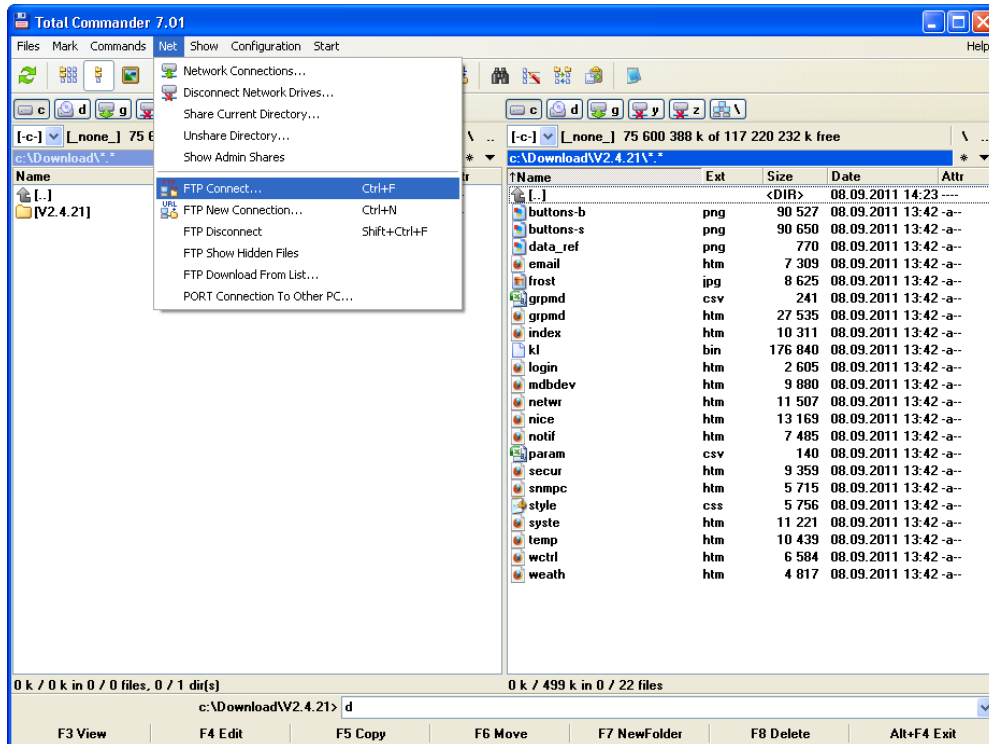 Total Commander 7.01
Files Mark Commands Net Show Configuration Start Help
Network Connections...
Disconnect Network Drives...
Share Current Directory...
Unshare Directory...
Show Admin Shares
FTP Connect... Ctrl+F
FTP New Connection... Ctrl+N
FTP Disconnect Shift+Ctrl+F
FTP Show Hidden Files
FTP Download From List...
PORT Connection To Other PC...
c d g
[-c-] [_none_] 75 6 \ ..
c:\Download\*.* * ▼
Name
[..]
[V2.4.21]
c d g y z \
[-c-] [_none_] 75 600 388 k of 117 220 232 k free \ ..
c:\Download\V2.4.21\*.* * ▼
↑Name Ext Size Date Attr
[..] <DIR> 08.09.2011 14:23 ----
buttons-b png 90 527 08.09.2011 13:42 -a--
buttons-s png 90 650 08.09.2011 13:42 -a--
data_ref png 770 08.09.2011 13:42 -a--
email htm 7 309 08.09.2011 13:42 -a--
frost jpg 8 625 08.09.2011 13:42 -a--
grpmd csv 241 08.09.2011 13:42 -a--
grpmd htm 27 535 08.09.2011 13:42 -a--
index htm 10 311 08.09.2011 13:42 -a--
kl bin 176 840 08.09.2011 13:42 -a--
login htm 2 605 08.09.2011 13:42 -a--
mdbdev htm 9 880 08.09.2011 13:42 -a--
netwr htm 11 507 08.09.2011 13:42 -a--
nice htm 13 169 08.09.2011 13:42 -a--
notif htm 7 485 08.09.2011 13:42 -a--
param csv 140 08.09.2011 13:42 -a--
secur htm 9 359 08.09.2011 13:42 -a--
snmpc htm 5 715 08.09.2011 13:42 -a--
style css 5 756 08.09.2011 13:42 -a--
syste htm 11 221 08.09.2011 13:42 -a--
temp htm 10 439 08.09.2011 13:42 -a--
wctrl htm 6 584 08.09.2011 13:42 -a--
weath htm 4 817 08.09.2011 13:42 -a--
0 k / 0 k in 0 / 0 files, 0 / 1 dir(s)
0 k / 499 k in 0 / 22 files
c:\Download\V2.4.21> d
F3 View F4 Edit F5 Copy F6 Move F7 NewFolder F8 Delete Alt+F4 Exit